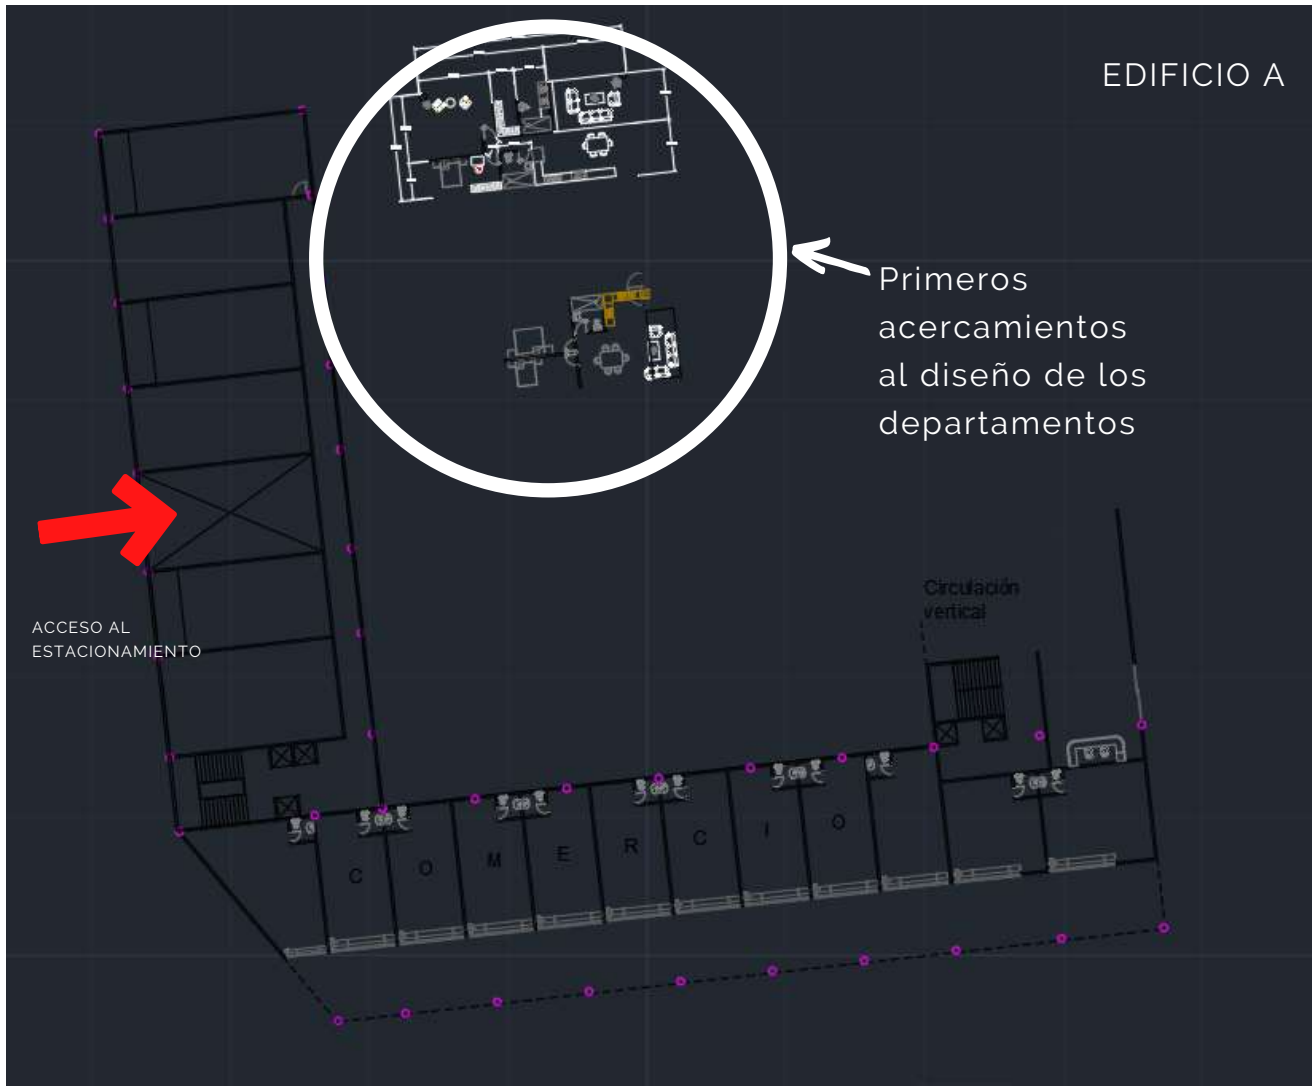 EDIFICIO A
Primeros
acercamientos
al diseño de los
departamentos
Circulación
vertical
ACCESO AL
ESTACIONAMIENTO
C O M E R C I O